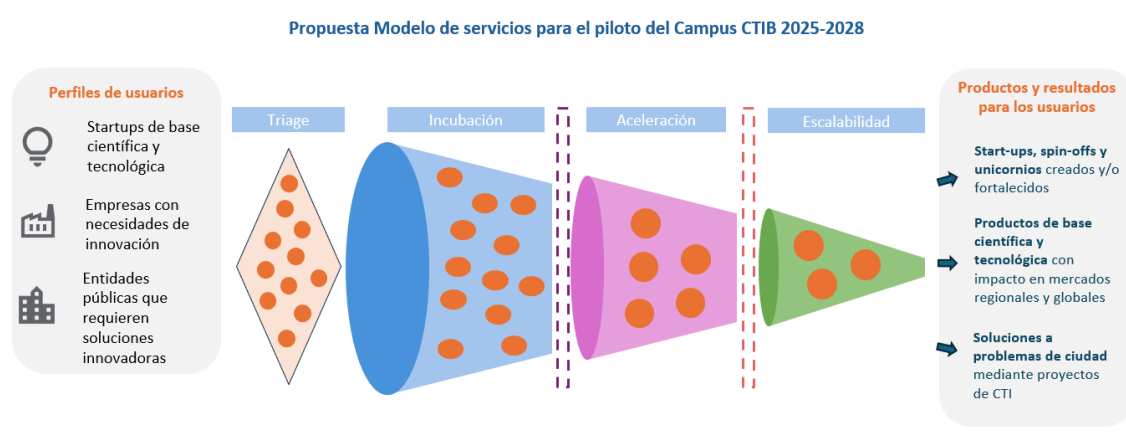 Propuesta Modelo de servicios para el piloto del Campus CTIB 2025-2028
Perfiles de usuarios
Startups de base
científica y
tecnológica
Empresas con
necesidades de
innovación
Entidades
públicas que
requieren
soluciones
innovadoras
Triage
Incubación
Aceleración
Escalabilidad
Productos y resultados
para los usuarios
Start-ups, spin-offs y
unicornios creados y/o
fortalecidos
Productos de base
científica y
tecnológica con
impacto en mercados
regionales y globales
Soluciones a
problemas de ciudad
mediante proyectos
de CTI